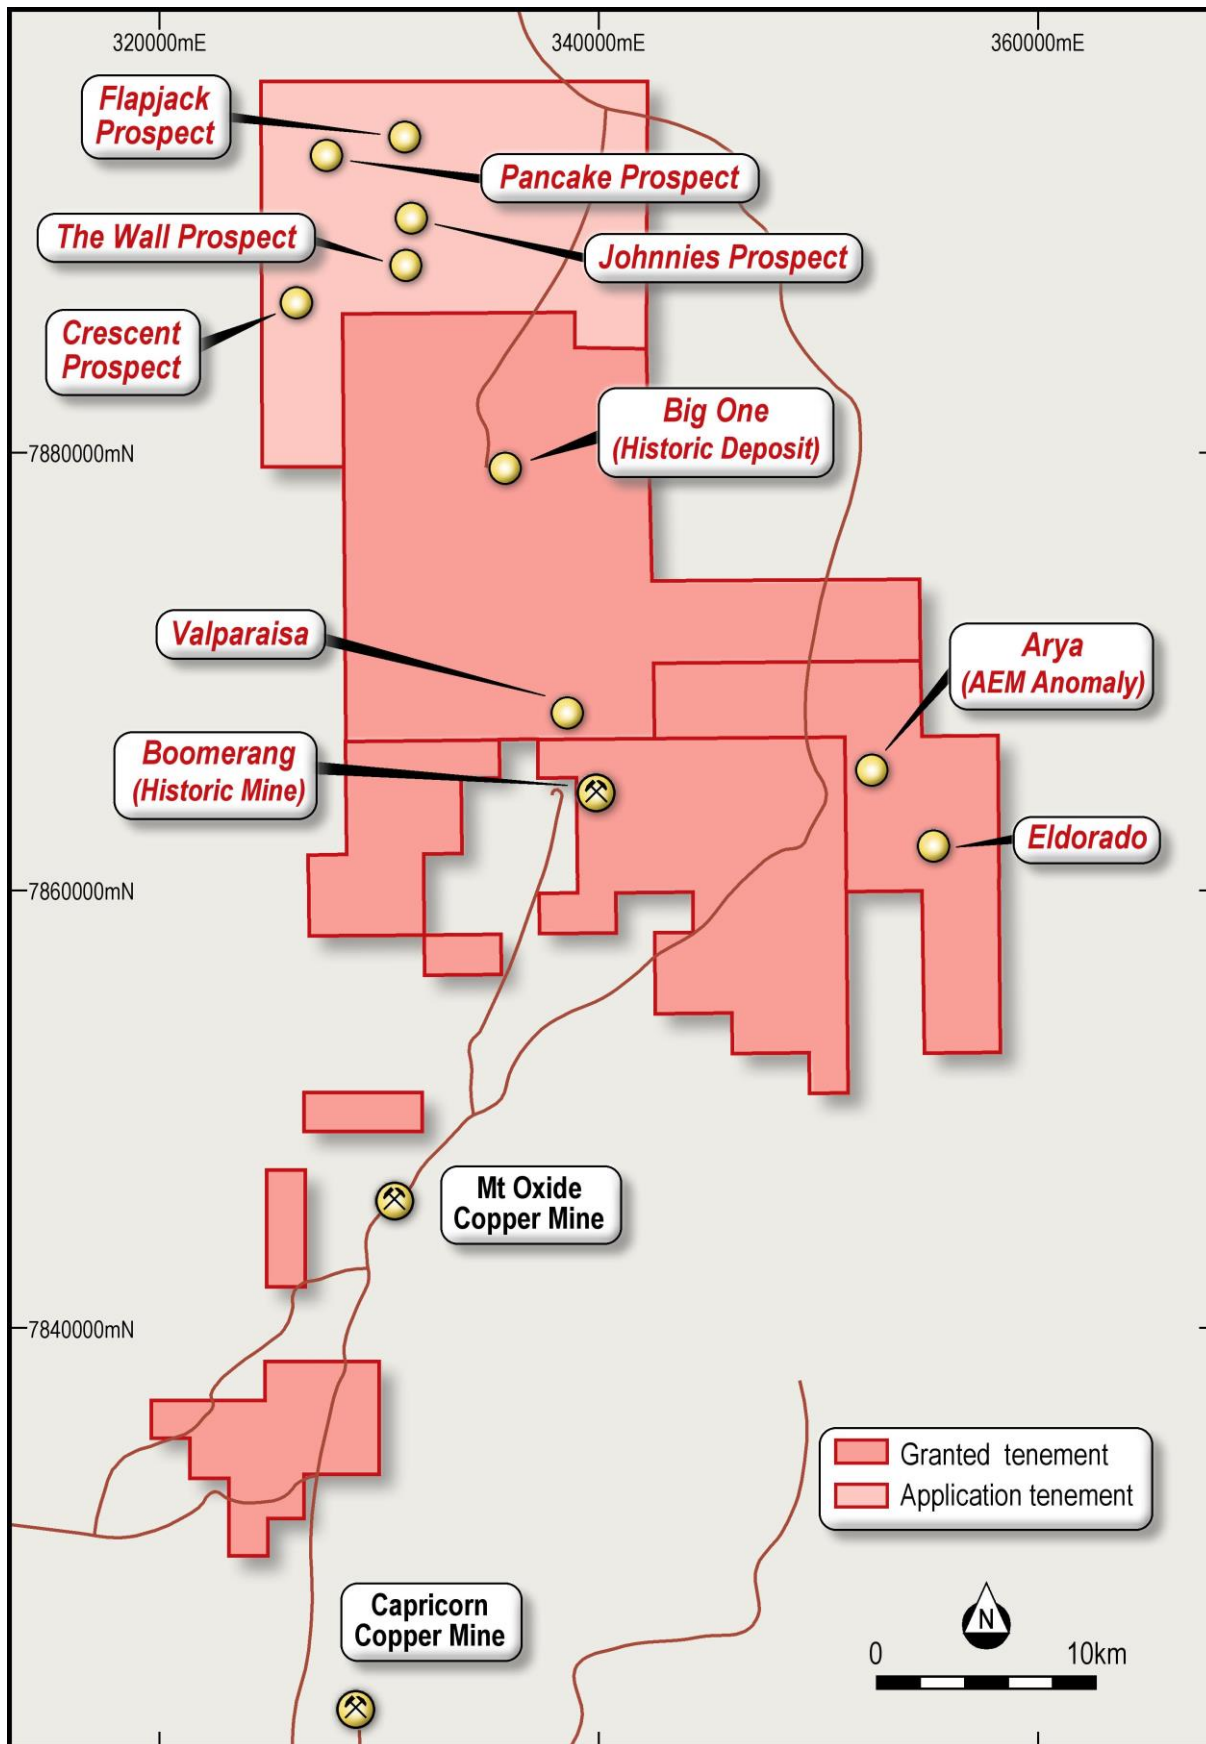 320000mE
340000mE
360000mE
Flapjack
Prospect
Pancake Prospect
The Wall Prospect
Johnnies Prospect
Crescent
Prospect
Big One
(Historic Deposit)
7880000mN
Valparaisa
Arya
(AEM Anomaly)
Boomerang
(Historic Mine)
Eldorado
7860000mN
Mt Oxide
Copper Mine
7840000mN
Granted tenement
Application tenement
Capricorn
Copper Mine
N
0
10km